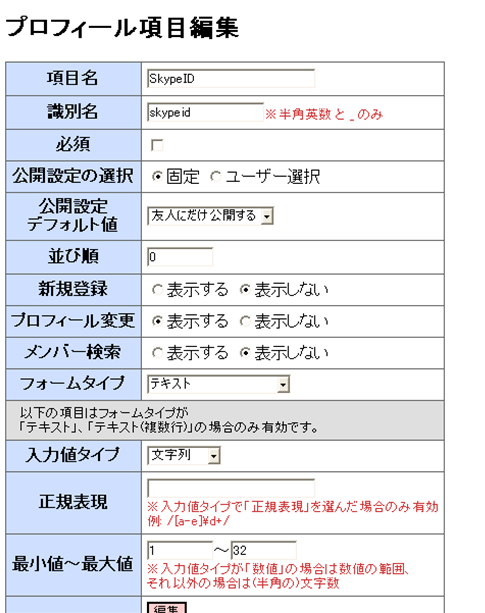 プロフィール項目編集
項目名 SkypeID
識別名 skypeid ※半角英数と_のみ
必須
公開設定の選択 固定 ユーザー選択
公開設定
デフォルト値 友人にだけ公開する
並び順 0
新規登録 表示する 表示しない
プロフィール変更 表示する 表示しない
メンバー検索 表示する 表示しない
フォームタイプ テキスト
以下の項目はフォームタイプが
「テキスト」、「テキスト(複数行)」の場合のみ有効です。
入力値タイプ 文字列
正規表現
※入力値タイプで「正規表現」を選んだ場合のみ有効
例: /[a-e]¥d+/
最小値～最大値 1 ～ 32
※入力値タイプが「数値」の場合は数値の範囲、
それ以外の場合は(半角の)文字数
編集